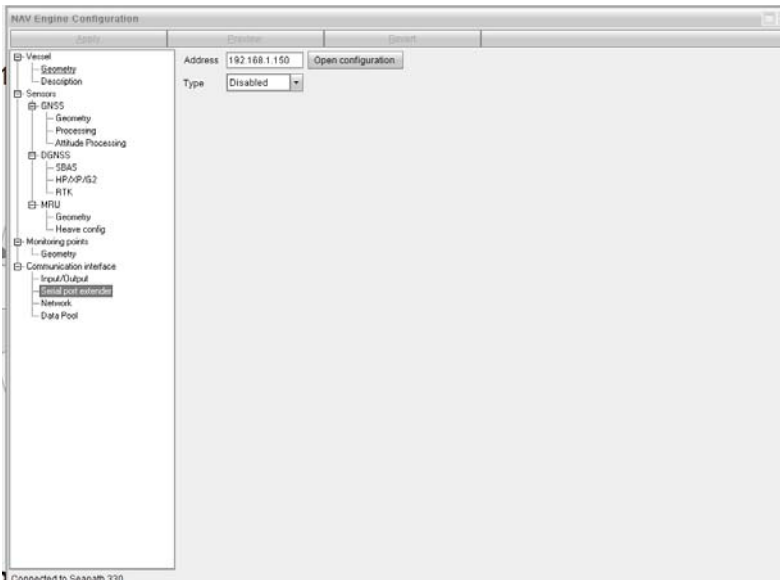 NAV Engine Configuration
Apply Preview Revert
Vessel
Geometry
Description
Sensors
GNSS
Geometry
Processing
Attitude Processing
DGNSS
SBAS
HP/XP/G2
RTK
MRU
Geometry
Heave config
Monitoring points
Geometry
Communication interface
Input/Output
Serial port extender
Network
Data Pool
Address 192.168.1.150 Open configuration
Type Disabled
Connected to Seapath 330